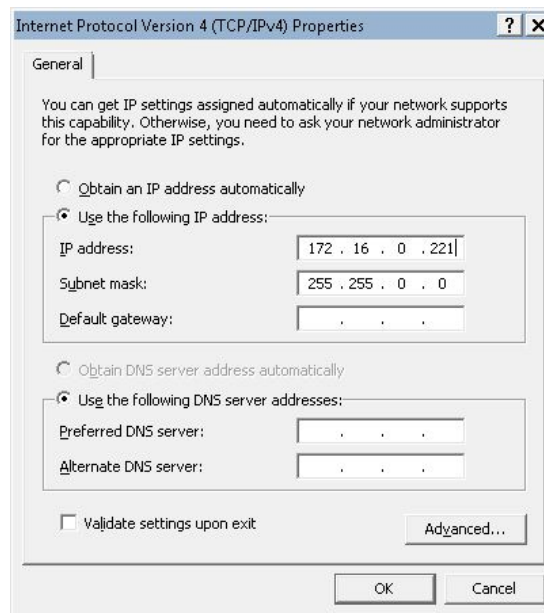 Internet Protocol Version 4 (TCP/IPv4) Properties
General
You can get IP settings assigned automatically if your network supports
this capability. Otherwise, you need to ask your network administrator
for the appropriate IP settings.
Obtain an IP address automatically
Use the following IP address:
IP address: 172 . 16 . 0 . 221
Subnet mask: 255 . 255 . 0 . 0
Default gateway: . . .
Obtain DNS server address automatically
Use the following DNS server addresses:
Preferred DNS server: . . .
Alternate DNS server: . . .
Validate settings upon exit
Advanced...
OK Cancel